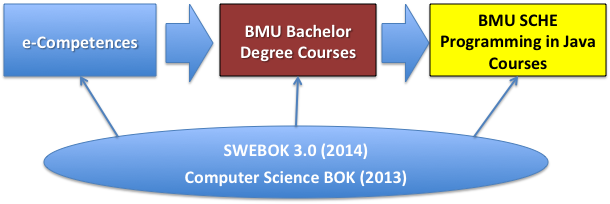 e-Competences
BMU Bachelor
Degree Courses
BMU SCHE
Programming in Java
Courses
SWEBOK 3.0 (2014)
Computer Science BOK (2013)